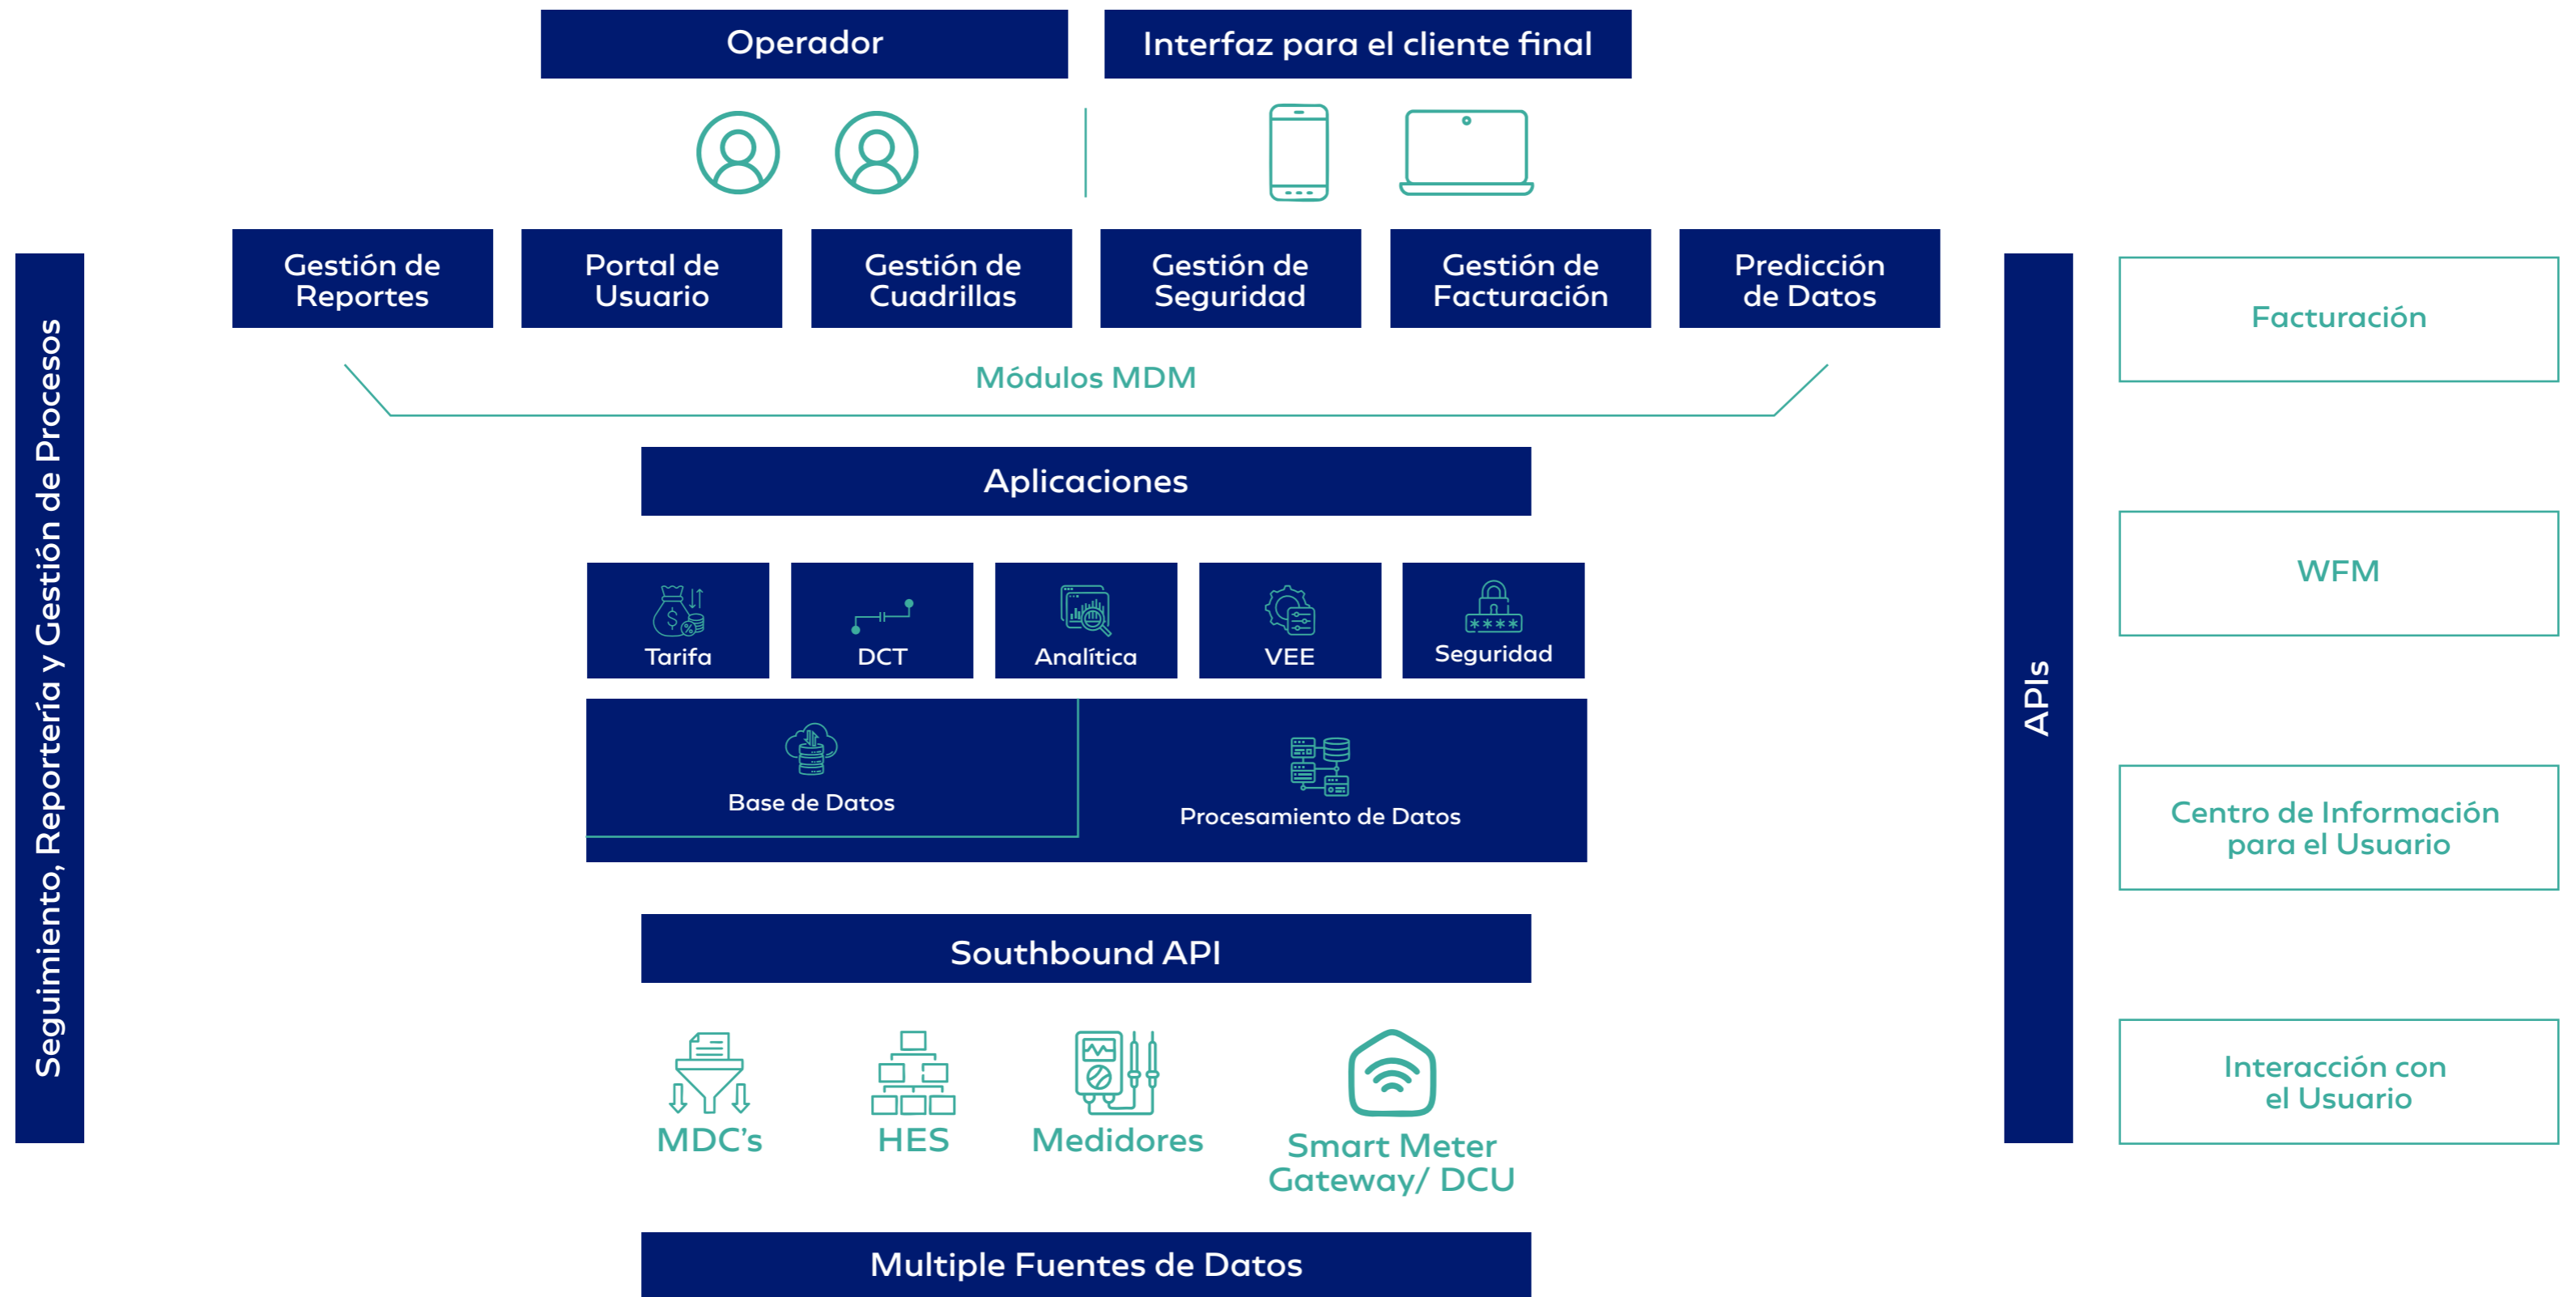 Operador
Interfaz para el cliente final
Seguimiento, Reportería y Gestión de Procesos
Gestión de
Reportes
Portal de
Usuario
Gestión de
Cuadrillas
Gestión de
Seguridad
Gestión de
Facturación
Predicción
de Datos
Módulos MDM
Aplicaciones
Tarifa
DCT
Analítica
VEE
****
Seguridad
Base de Datos
Procesamiento de Datos
Southbound API
MDC's
HES
Medidores
Smart Meter
Gateway/ DCU
Multiple Fuentes de Datos
APIs
Facturación
WFM
Centro de Información
para el Usuario
Interacción con
el Usuario